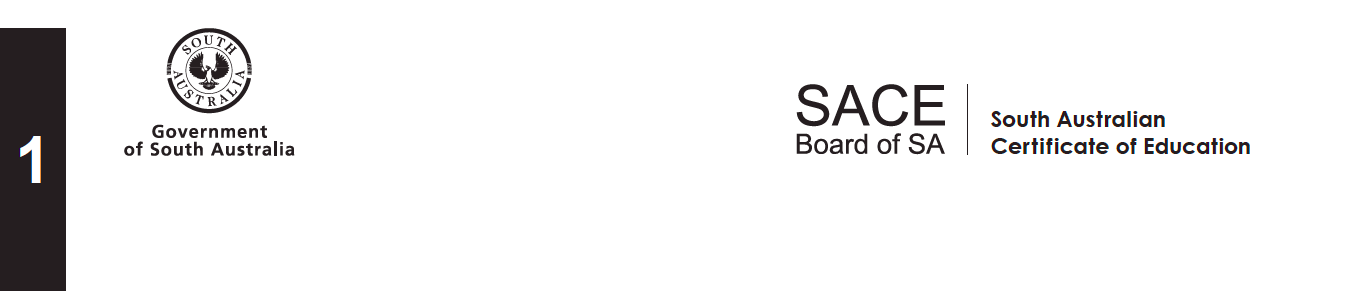 1
SOUTH
AUSTRALIA
Government
of South Australia
SACE
Board of SA
South Australian
Certificate of Education